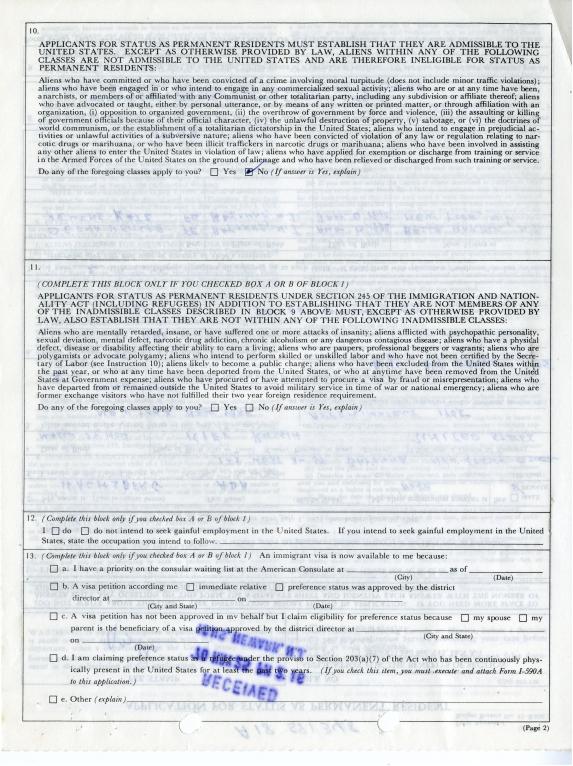 10.
APPLICANTS FOR STATUS AS PERMANENT RESIDENTS MUST ESTABLISH THAT THEY ARE ADMISSIBLE TO THE
UNITED STATES. EXCEPT AS OTHERWISE PROVIDED BY LAW, ALIENS WITHIN ANY OF THE FOLLOWING
CLASSES ARE NOT ADMISSIBLE TO THE UNITED STATES AND ARE THEREFORE INELIGIBLE FOR STATUS AS
PERMANENT RESIDENTS:
Aliens who have committed or who have been convicted of a crime involving moral turpitude (does not include minor traffic violations);
aliens who have been engaged in or who intend to engage in any commercialized sexual activity; aliens who are or at any time have been,
anarchists, or members of or affiliated with any Communist or other totalitarian party, including any subdivision or affiliate thereof; aliens
who have advocated or taught, either by personal utterance, or by means of any written or printed matter, or through affiliation with an
organization, (i) opposition to organized government, (ii) the overthrow of government by force and violence, (iii) the assaulting or killing
of government officials because of their official character, (iv) the unlawful destruction of property, (v) sabotage, or (vi) the doctrines of
world communism, or the establishment of a totalitarian dictatorship in the United States; aliens who intend to engage in prejudicial ac-
tivities or unlawful activities of a subversive nature; aliens who have been convicted of violation of any law or regulation relating to nar-
cotic drugs or marihuana, or who have been illicit traffickers in narcotic drugs or marihuana; aliens who have been involved in assisting
any other aliens to enter the United States in violation of law; aliens who have applied for exemption or discharge from training or service
in the Armed Forces of the United States on the ground of alienage and who have been relieved or discharged from such training or service.
Do any of the foregoing classes apply to you? Yes No (If answer is Yes, explain)
11.
(COMPLETE THIS BLOCK ONLY IF YOU CHECKED BOX A OR B OF BLOCK 1)
APPLICANTS FOR STATUS AS PERMANENT RESIDENTS UNDER SECTION 245 OF THE IMMIGRATION AND NATION-
ALITY ACT (INCLUDING REFUGEES) IN ADDITION TO ESTABLISHING THAT THEY ARE NOT MEMBERS OF ANY
OF THE INADMISSIBLE CLASSES DESCRIBED IN BLOCK 9 ABOVE MUST, EXCEPT AS OTHERWISE PROVIDED BY
LAW, ALSO ESTABLISH THAT THEY ARE NOT WITHIN ANY OF THE FOLLOWING INADMISSIBLE CLASSES:
Aliens who are mentally retarded, insane, or have suffered one or more attacks of insanity; aliens afflicted with psychopathic personality,
sexual deviation, mental defect, narcotic drug addiction, chronic alcoholism or any dangerous contagious disease; aliens who have a physical
defect, disease or disability affecting their ability to earn a living; aliens who are paupers, professional beggars or vagrants; aliens who are
polygamists or advocate polygamy; aliens who intend to perform skilled or unskilled labor and who have not been certified by the Secre-
tary of Labor (see Instruction 10); aliens likely to become a public charge; aliens who have been excluded from the United States within
the past year, or who at any time have been deported from the United States, or who at anytime have been removed from the United
States at Government expense; aliens who have procured or have attempted to procure a visa by fraud or misrepresentation; aliens who
have departed from or remained outside the United States to avoid military service in time of war or national emergency; aliens who are
former exchange visitors who have not fulfilled their two year foreign residence requirement.
Do any of the foregoing classes apply to you? Yes No (If answer is Yes, explain)
12. (Complete this block only if you checked box A or B of block 1)
I do do not intend to seek gainful employment in the United States. If you intend to seek gainful employment in the United
States, state the occupation you intend to follow.
13. (Complete this block only if you checked box A or B of block 1) An immigrant visa is now available to me because:
a. I have a priority on the consular waiting list at the American Consulate at as of
(City) (Date)
b. A visa petition according me immediate relative preference status was approved by the district
director at on
(City and State) (Date)
c. A visa petition has not been approved in my behalf but I claim eligibility for preference status because my spouse my
parent is the beneficiary of a visa petition approved by the district director at
(City and State)
on
(Date)
d. I am claiming preference status as a refugee under the proviso to Section 203(a)(7) of the Act who has been continuously phys-
ically present in the United States for at least the past two years. (If you check this item, you must execute and attach Form I-590A
to this application.)
e. Other (explain)
RECEIVED
(Page 2)